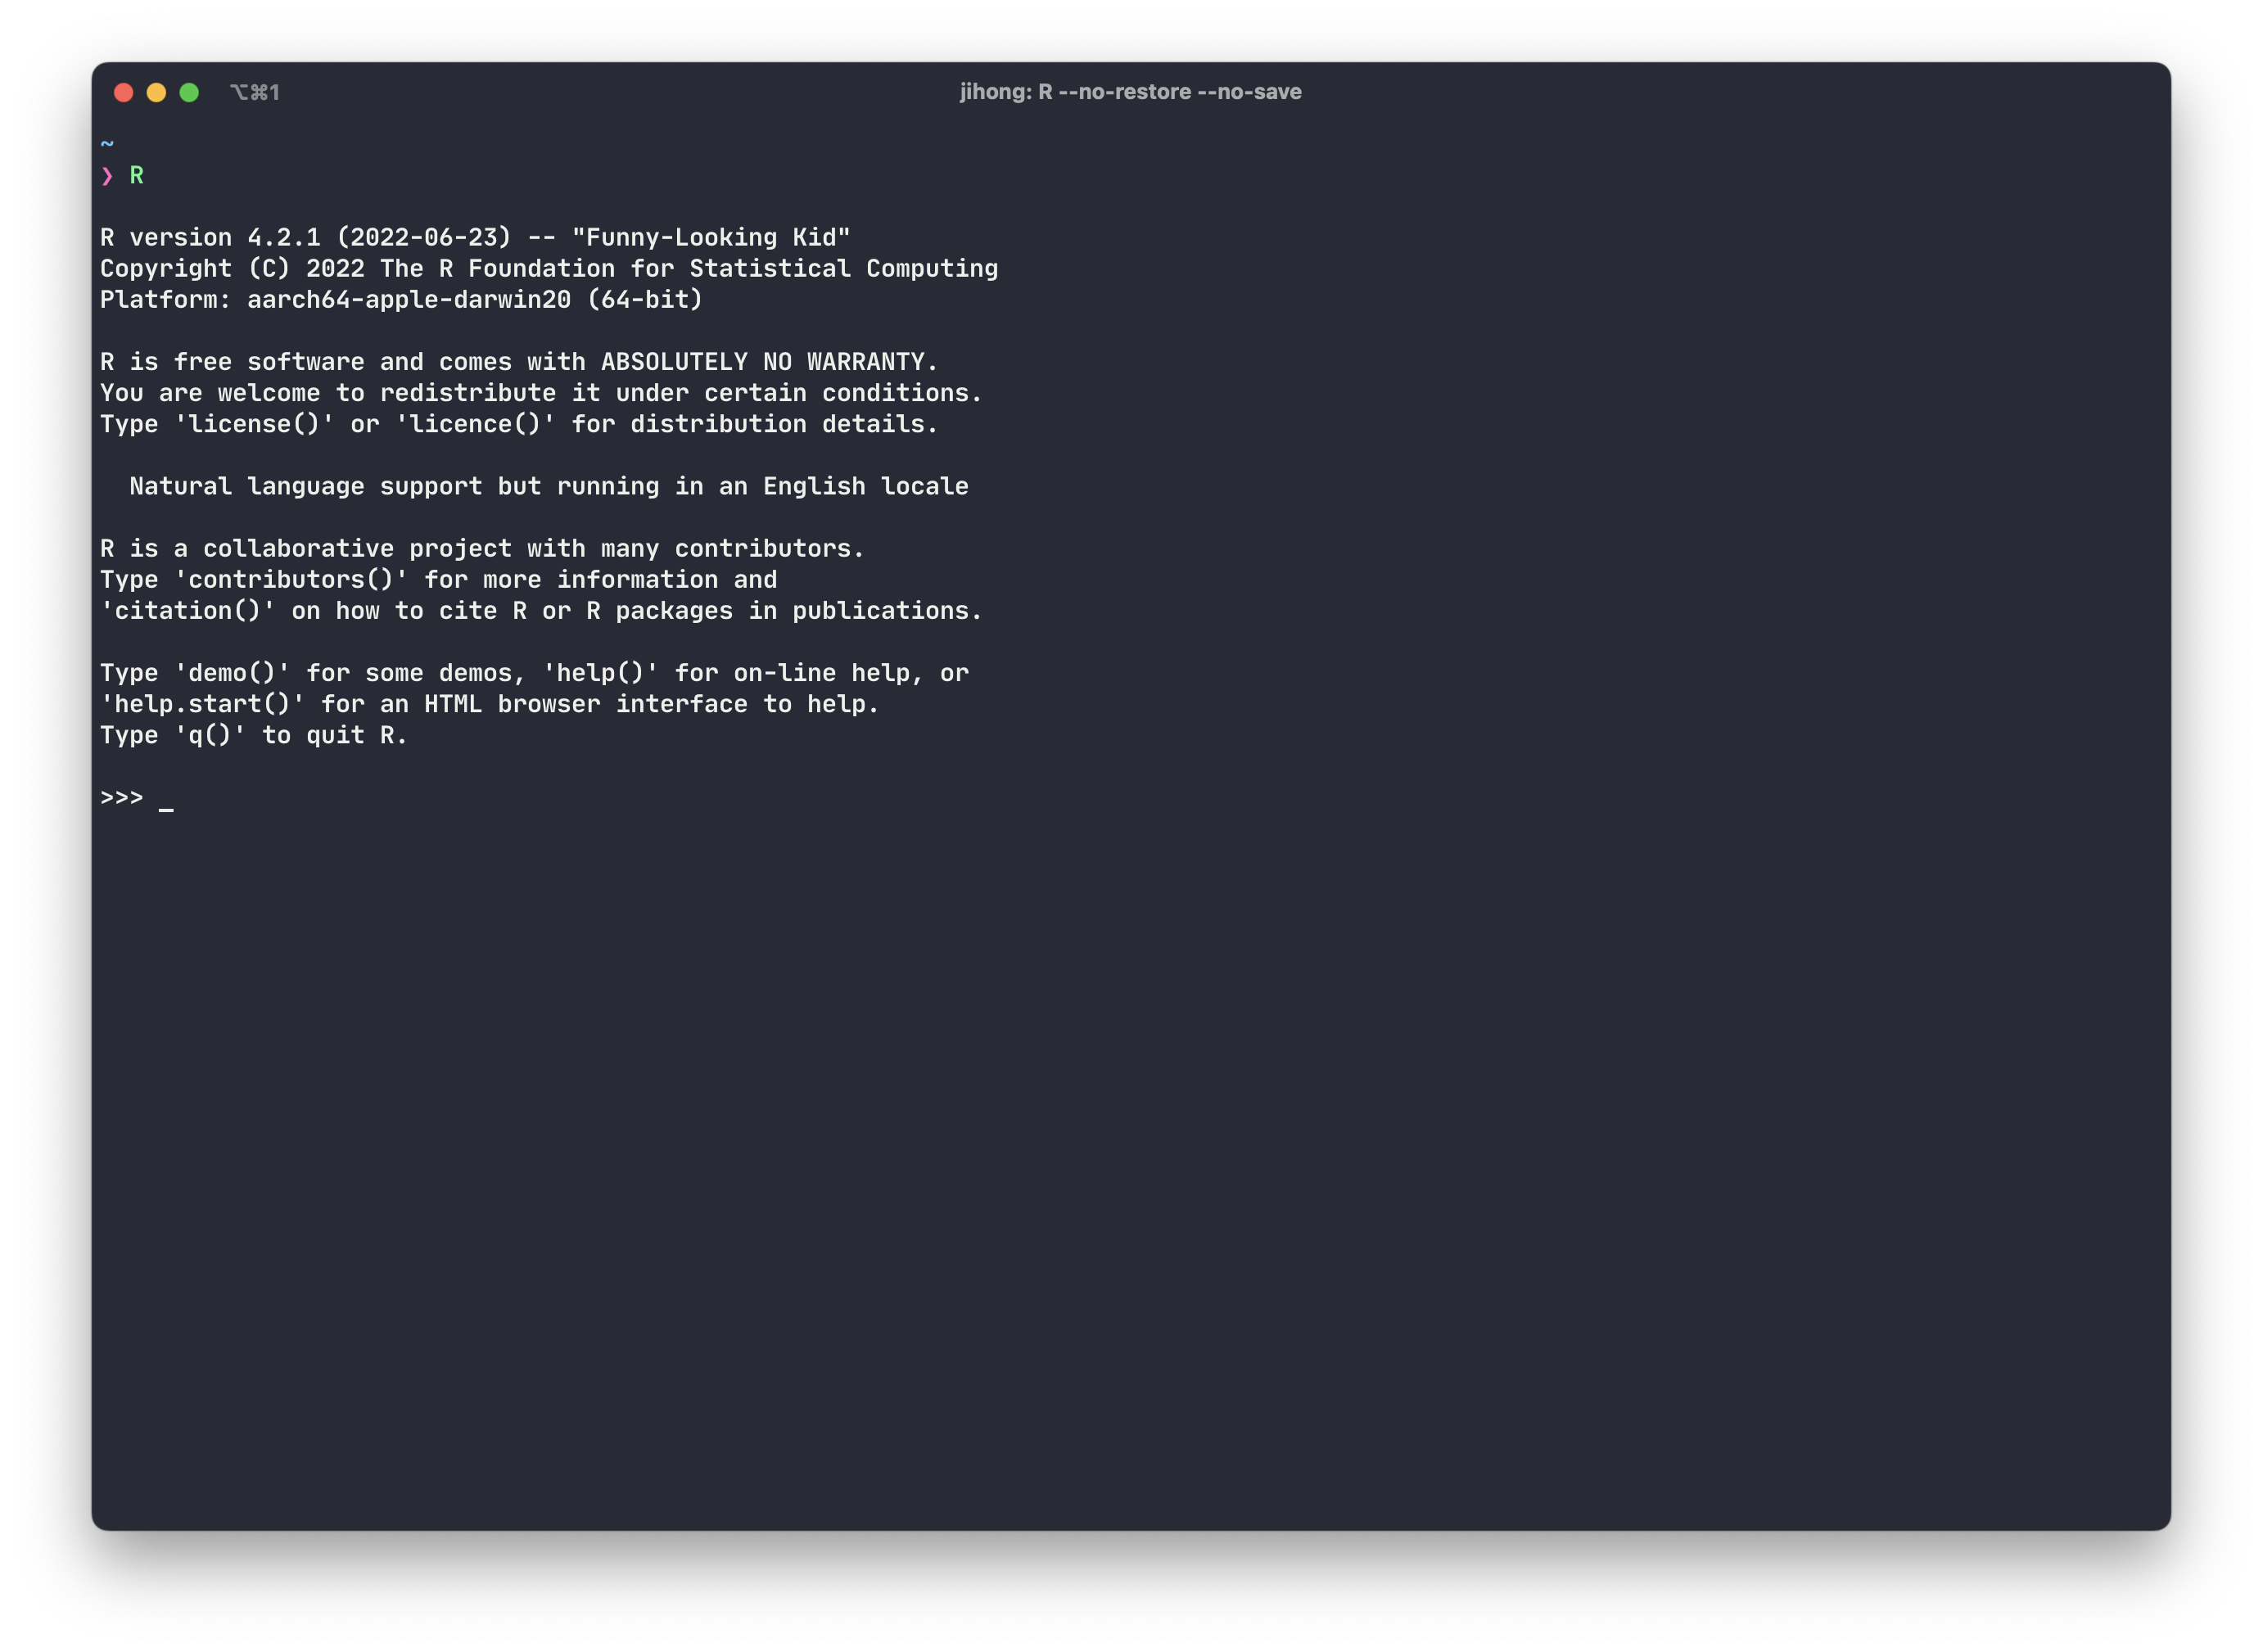 ⌥⌘1 jihong: R --no-restore --no-save
~
❯ R
R version 4.2.1 (2022-06-23) -- "Funny-Looking Kid"
Copyright (C) 2022 The R Foundation for Statistical Computing
Platform: aarch64-apple-darwin20 (64-bit)
R is free software and comes with ABSOLUTELY NO WARRANTY.
You are welcome to redistribute it under certain conditions.
Type 'license()' or 'licence()' for distribution details.
Natural language support but running in an English locale
R is a collaborative project with many contributors.
Type 'contributors()' for more information and
'citation()' on how to cite R or R packages in publications.
Type 'demo()' for some demos, 'help()' for on-line help, or
'help.start()' for an HTML browser interface to help.
Type 'q()' to quit R.
>>> _